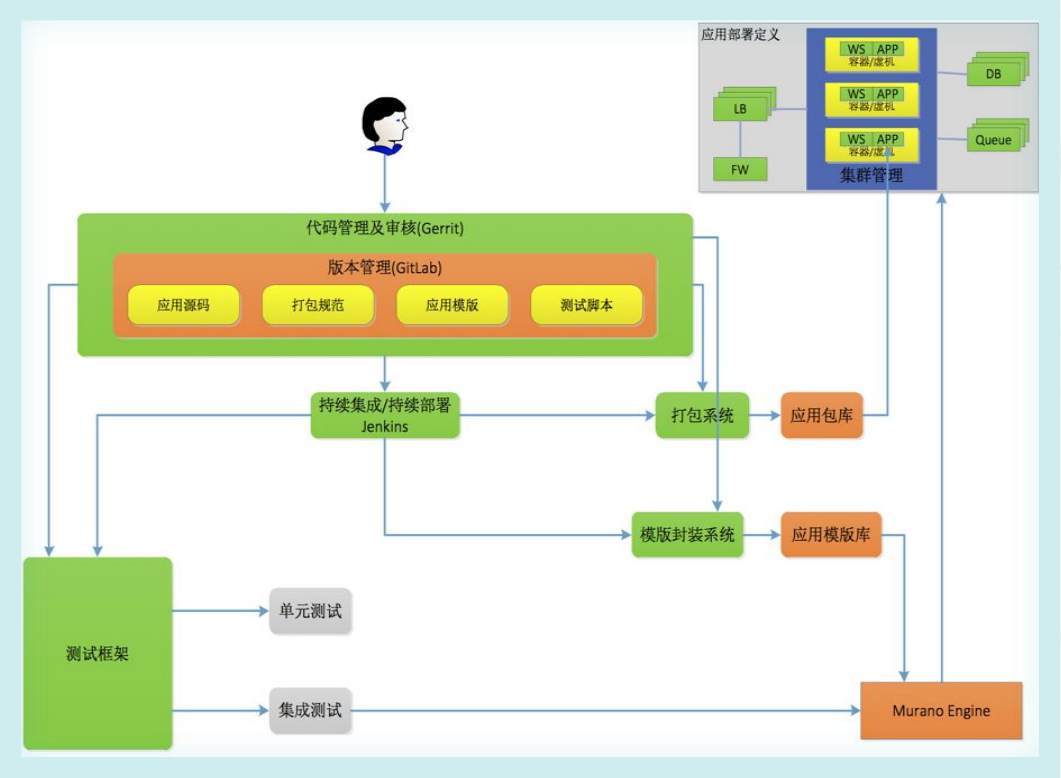 应用部署定义
WS APP
容器/虚机
WS APP
容器/虚机
WS APP
容器/虚机
集群管理
LB
FW
DB
Queue
代码管理及审核(Gerrit)
版本管理(GitLab)
应用源码
打包规范
应用模版
测试脚本
持续集成/持续部署
Jenkins
打包系统
应用包库
模版封装系统
应用模版库
测试框架
单元测试
集成测试
Murano Engine